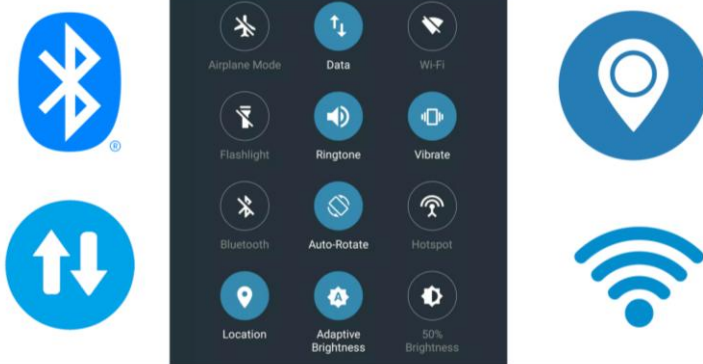 Airplane Mode
Data
Wi-Fi
Flashlight
Ringtone
Vibrate
Bluetooth
Auto-Rotate
Hotspot
Location
Adaptive
Brightness
50%
Brightness
®
A